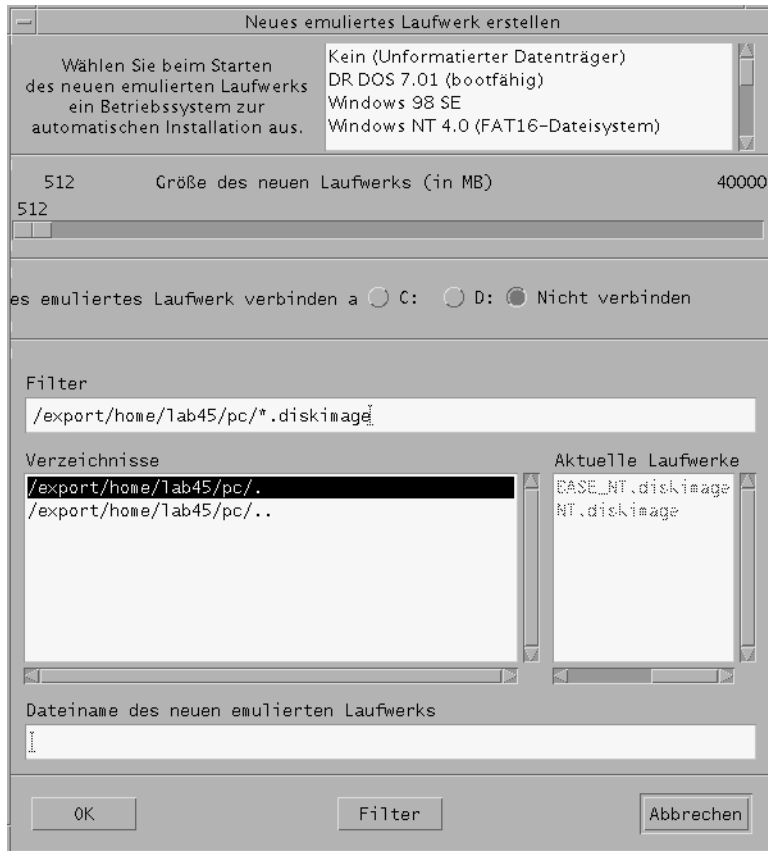 Neues emuliertes Laufwerk erstellen
Wählen Sie beim Starten
des neuen emulierten Laufwerks
ein Betriebssystem zur
automatischen Installation aus.
Kein (Unformatierter Datenträger)
DR DOS 7.01 (bootfähig)
Windows 98 SE
Windows NT 4.0 (FAT16-Dateisystem)
512 Größe des neuen Laufwerks (in MB) 40000
512
es emuliertes Laufwerk verbinden a C: D: Nicht verbinden
Filter
/export/home/lab45/pc/*.diskimage
Verzeichnisse
/export/home/lab45/pc/.
/export/home/lab45/pc/..
Aktuelle Laufwerke
EASE_NT.diskimage
NT.diskimage
Dateiname des neuen emulierten Laufwerks
OK Filter Abbrechen